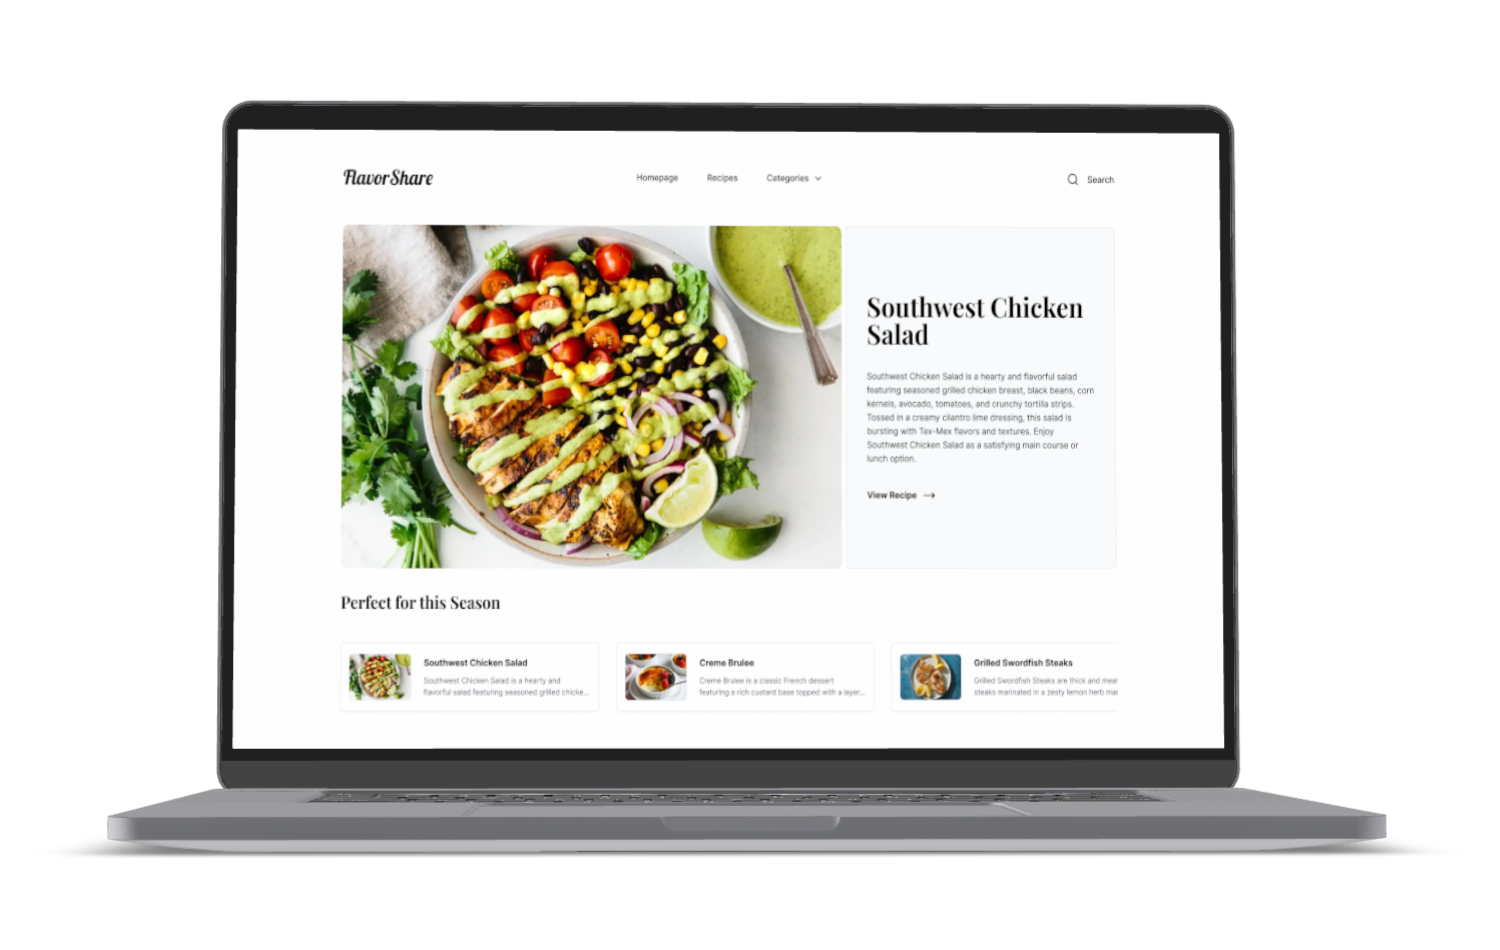 FlavorShare
Homepage Recipes Categories
Search
Southwest Chicken
Salad
Southwest Chicken Salad is a hearty and flavorful salad
featuring seasoned grilled chicken breast, black beans, corn
kernels, avocado, tomatoes, and crunchy tortilla strips.
Tossed in a creamy cilantro lime dressing, this salad is
bursting with Tex-Mex flavors and textures. Enjoy
Southwest Chicken Salad as a satisfying main course or
lunch option.
View Recipe →
Perfect for this Season
Southwest Chicken Salad
Southwest Chicken Salad is a hearty and
flavorful salad featuring seasoned grilled chicke...
Creme Brulee
Creme Brulee is a classic French dessert
featuring a rich custard base topped with a layer...
Grilled Swordfish Steaks
Grilled Swordfish Steaks are thick and meat
steaks marinated in a zesty lemon herb mar